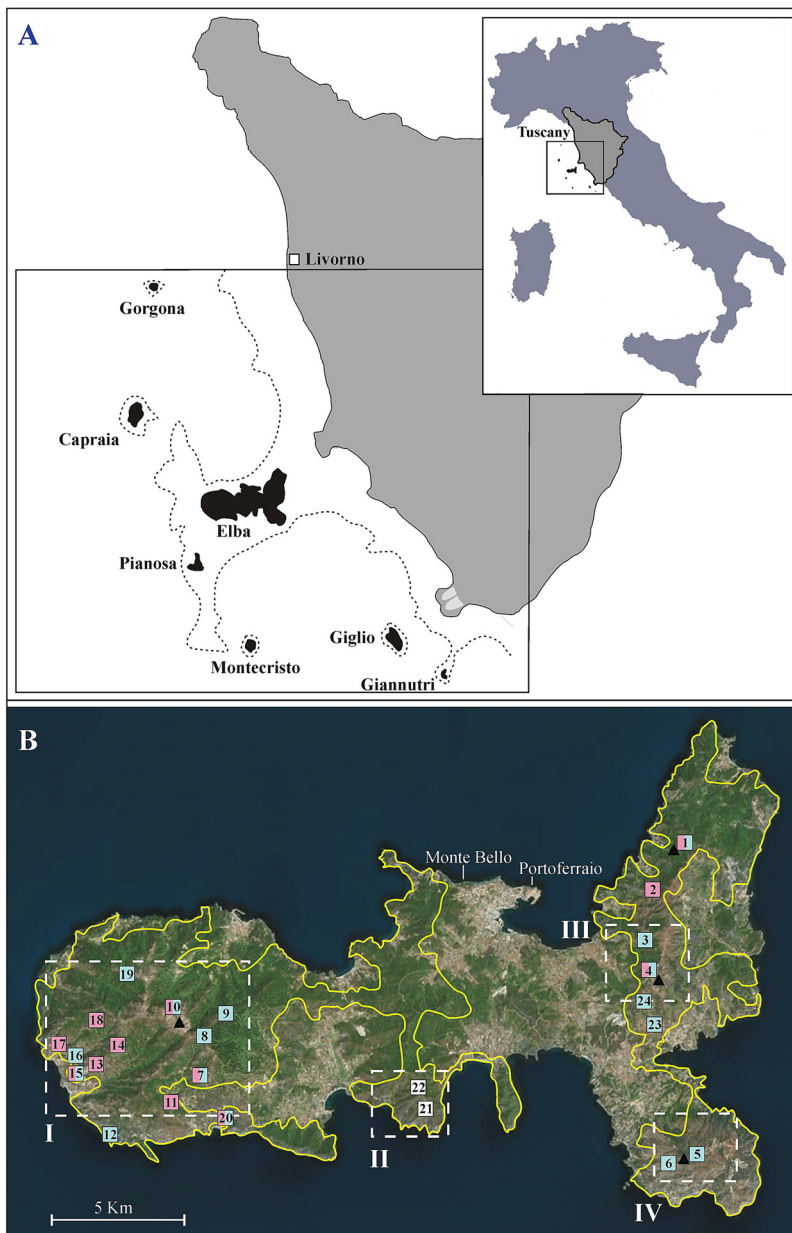 A
Tuscany
Livorno
Gorgona
Capraia
Elba
Pianosa
Giglio
Montecristo
Giannutri
B
Monte Bello
Portoferraio
1
2
III
3
19
4
10
24
9
18
23
8
17
14
16
13
15
7
22
11
21
20
5
12
6
I
II
IV
5 Km